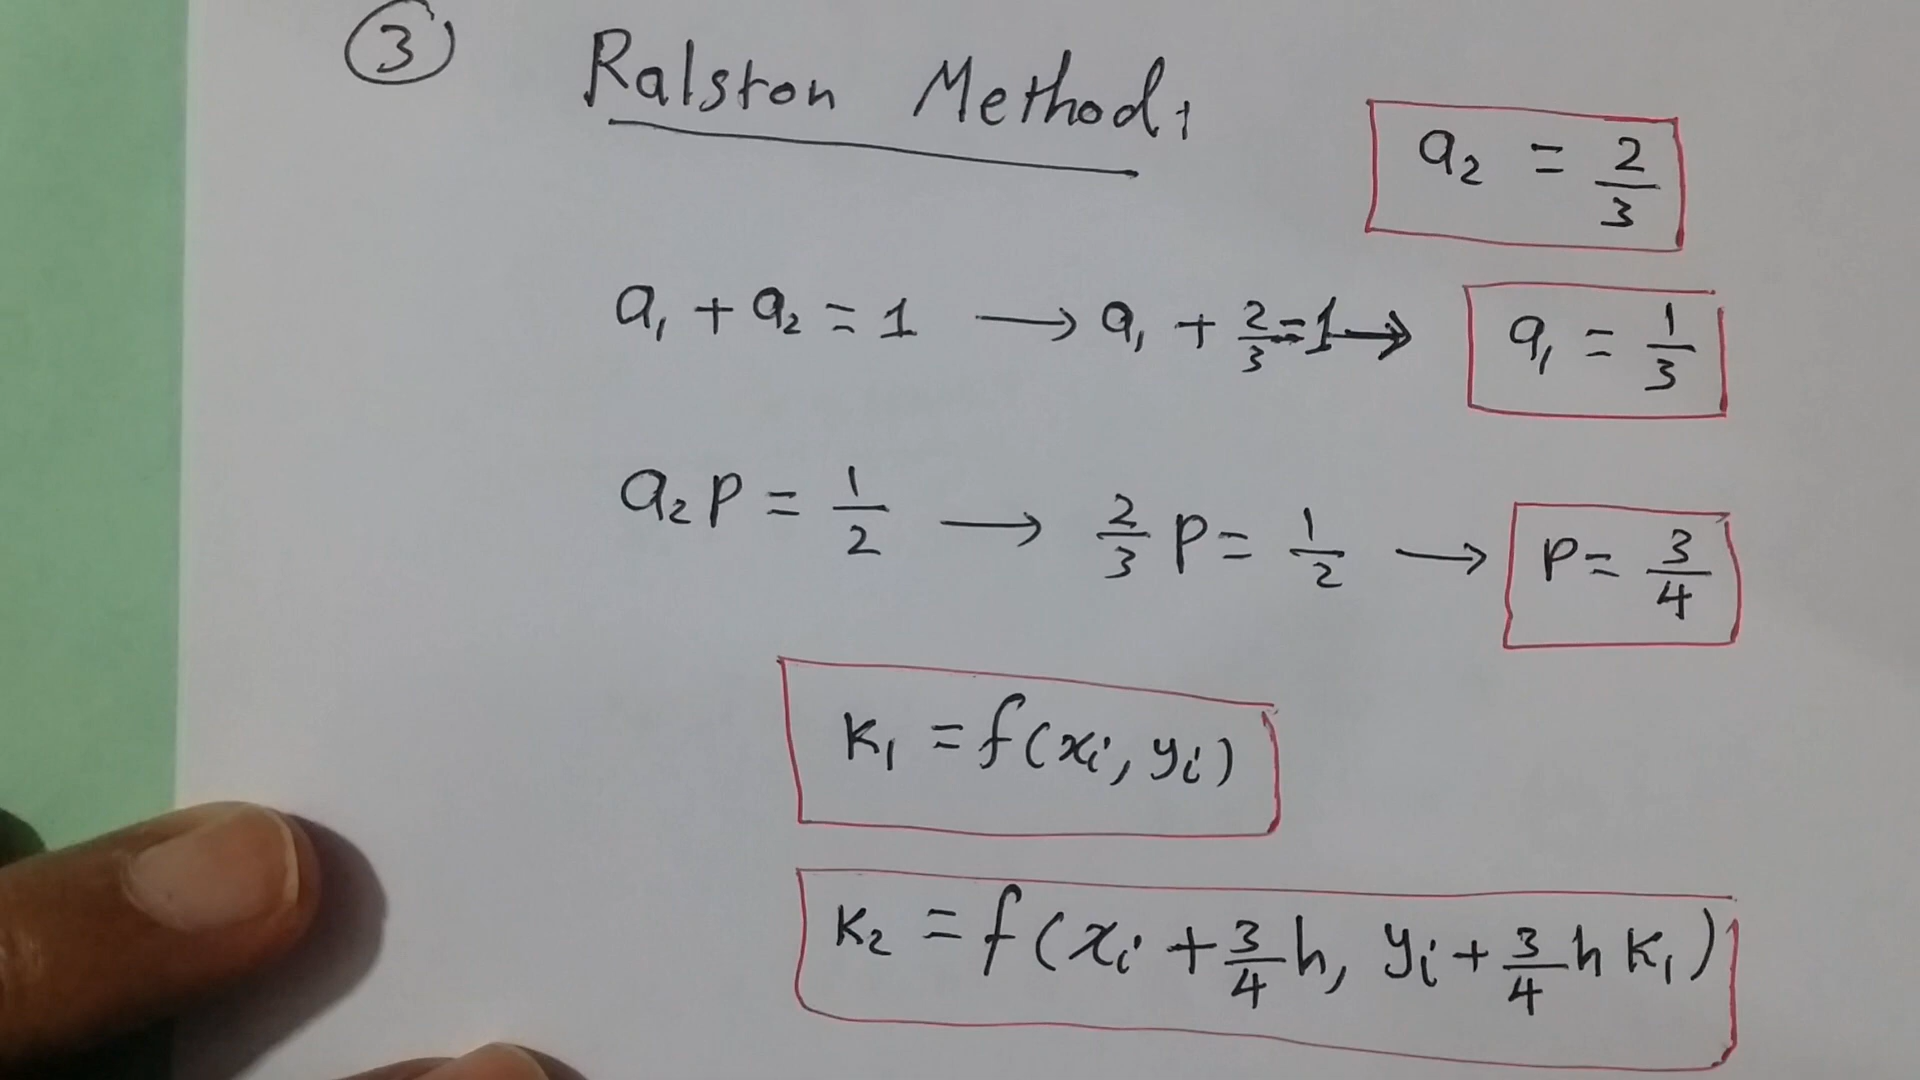 ③ Ralston Method:
a₂ = 2/3
a₁ + a₂ = 1 → a₁ + 2/3 = 1 → a₁ = 1/3
a₂p = 1/2 → 2/3 p = 1/2 → p = 3/4
K₁ = f(xᵢ, yᵢ)
K₂ = f(xᵢ + 3/4 h, yᵢ + 3/4 h K₁)